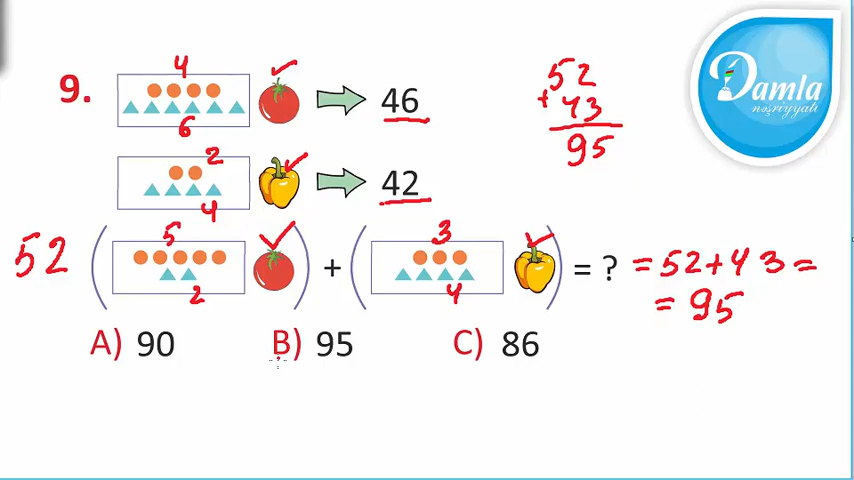 4
9. 46
6
52
+ 43
95
Damla
nəşriyyatı
2
42
4
52 ( 5 ) + ( 3 ) = ? = 52 + 43 =
2 4
= 95
A) 90 B) 95 C) 86